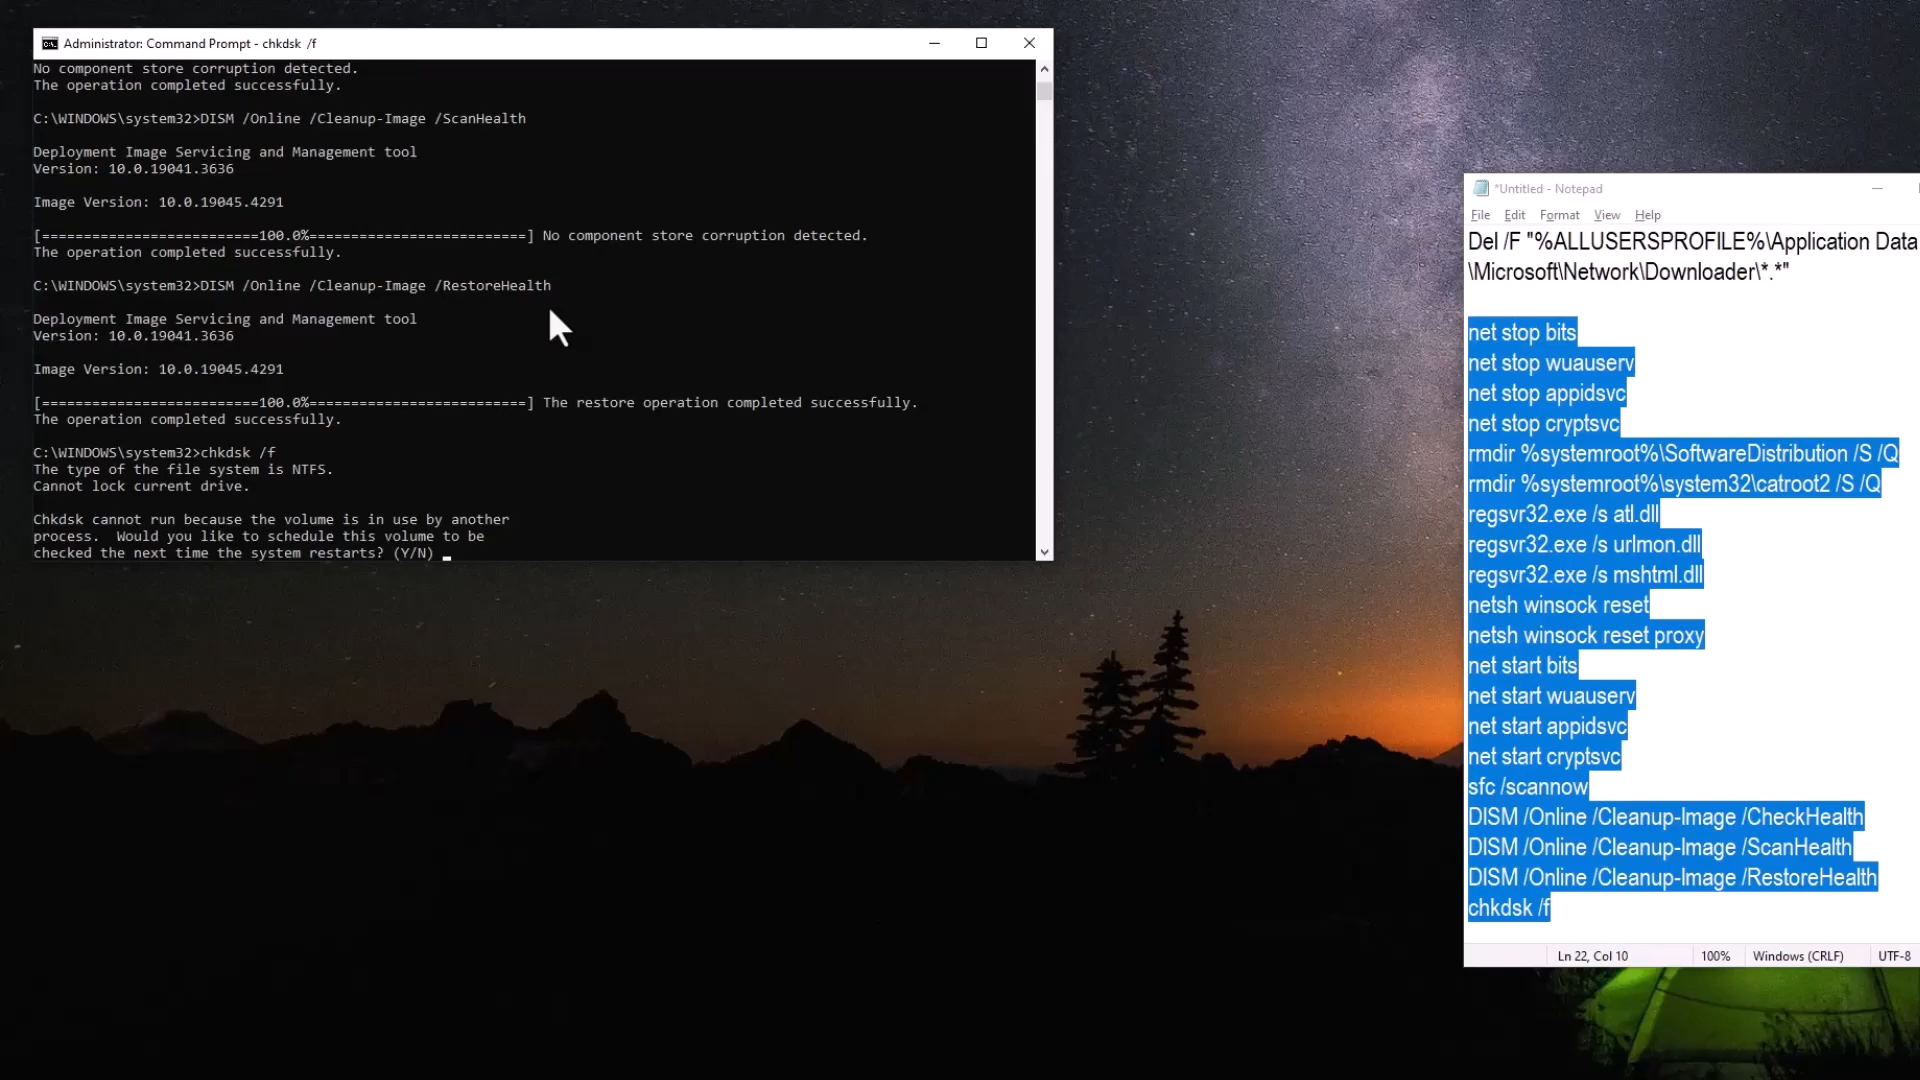 Administrator: Command Prompt - chkdsk /f
No component store corruption detected.
The operation completed successfully.
C:\WINDOWS\system32>DISM /Online /Cleanup-Image /ScanHealth
Deployment Image Servicing and Management tool
Version: 10.0.19041.3636
Image Version: 10.0.19045.4291
[==========================100.0%==========================] No component store corruption detected.
The operation completed successfully.
C:\WINDOWS\system32>DISM /Online /Cleanup-Image /RestoreHealth
Deployment Image Servicing and Management tool
Version: 10.0.19041.3636
Image Version: 10.0.19045.4291
[==========================100.0%==========================] The restore operation completed successfully.
The operation completed successfully.
C:\WINDOWS\system32>chkdsk /f
The type of the file system is NTFS.
Cannot lock current drive.
Chkdsk cannot run because the volume is in use by another
process.  Would you like to schedule this volume to be
checked the next time the system restarts? (Y/N) _
*Untitled - Notepad
File Edit Format View Help
Del /F "%ALLUSERSPROFILE%\Application Data
\Microsoft\Network\Downloader\*.*"
net stop bits
net stop wuauserv
net stop appidsvc
net stop cryptsvc
rmdir %systemroot%\SoftwareDistribution /S /Q
rmdir %systemroot%\system32\catroot2 /S /Q
regsvr32.exe /s atl.dll
regsvr32.exe /s urlmon.dll
regsvr32.exe /s mshtml.dll
netsh winsock reset
netsh winsock reset proxy
net start bits
net start wuauserv
net start appidsvc
net start cryptsvc
sfc /scannow
DISM /Online /Cleanup-Image /CheckHealth
DISM /Online /Cleanup-Image /ScanHealth
DISM /Online /Cleanup-Image /RestoreHealth
chkdsk /f
Ln 22, Col 10 100% Windows (CRLF) UTF-8